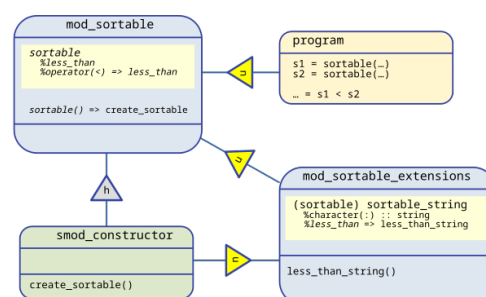 mod_sortable
sortable
%less_than
%operator(<) => less_than
sortable() => create_sortable
program
s1 = sortable(…)
s2 = sortable(…)
… = s1 < s2
u
u
h
mod_sortable_extensions
(sortable) sortable_string
%character(:) :: string
%less_than => less_than_string
less_than_string()
smod_constructor
create_sortable()
u